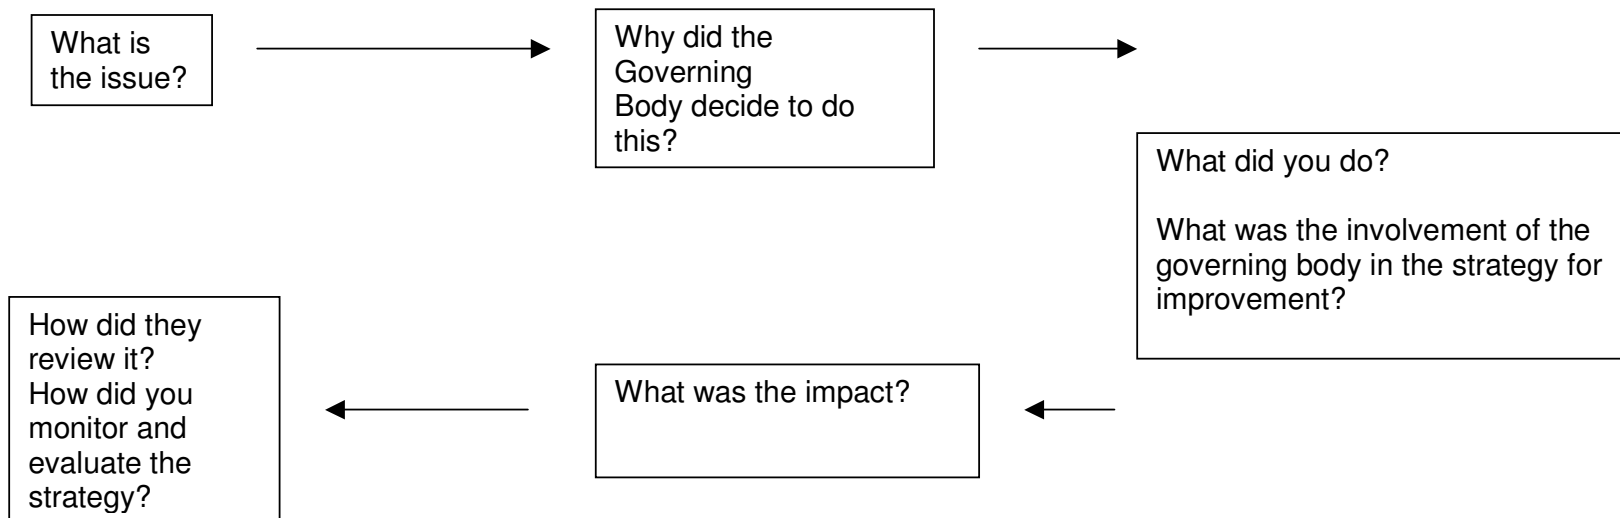 What is
the issue?
Why did the
Governing
Body decide to do
this?
What did you do?
What was the involvement of the
governing body in the strategy for
improvement?
What was the impact?
How did they
review it?
How did you
monitor and
evaluate the
strategy?